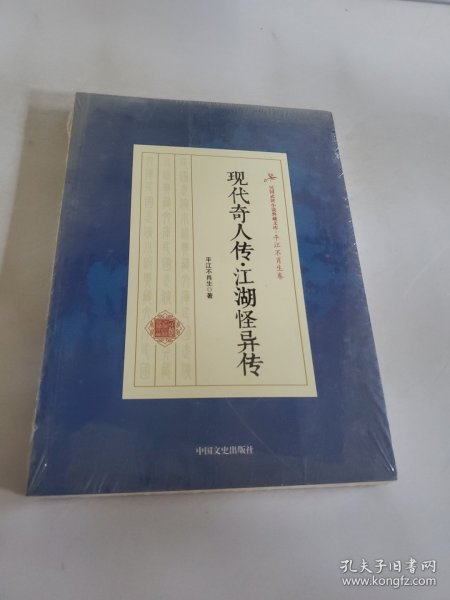 民国武侠小说典藏文库·平江不肖生卷
现代奇人传·江湖怪异传
平江不肖生◎著
中国文史出版社
孔夫子旧书网
www.kongfz.com